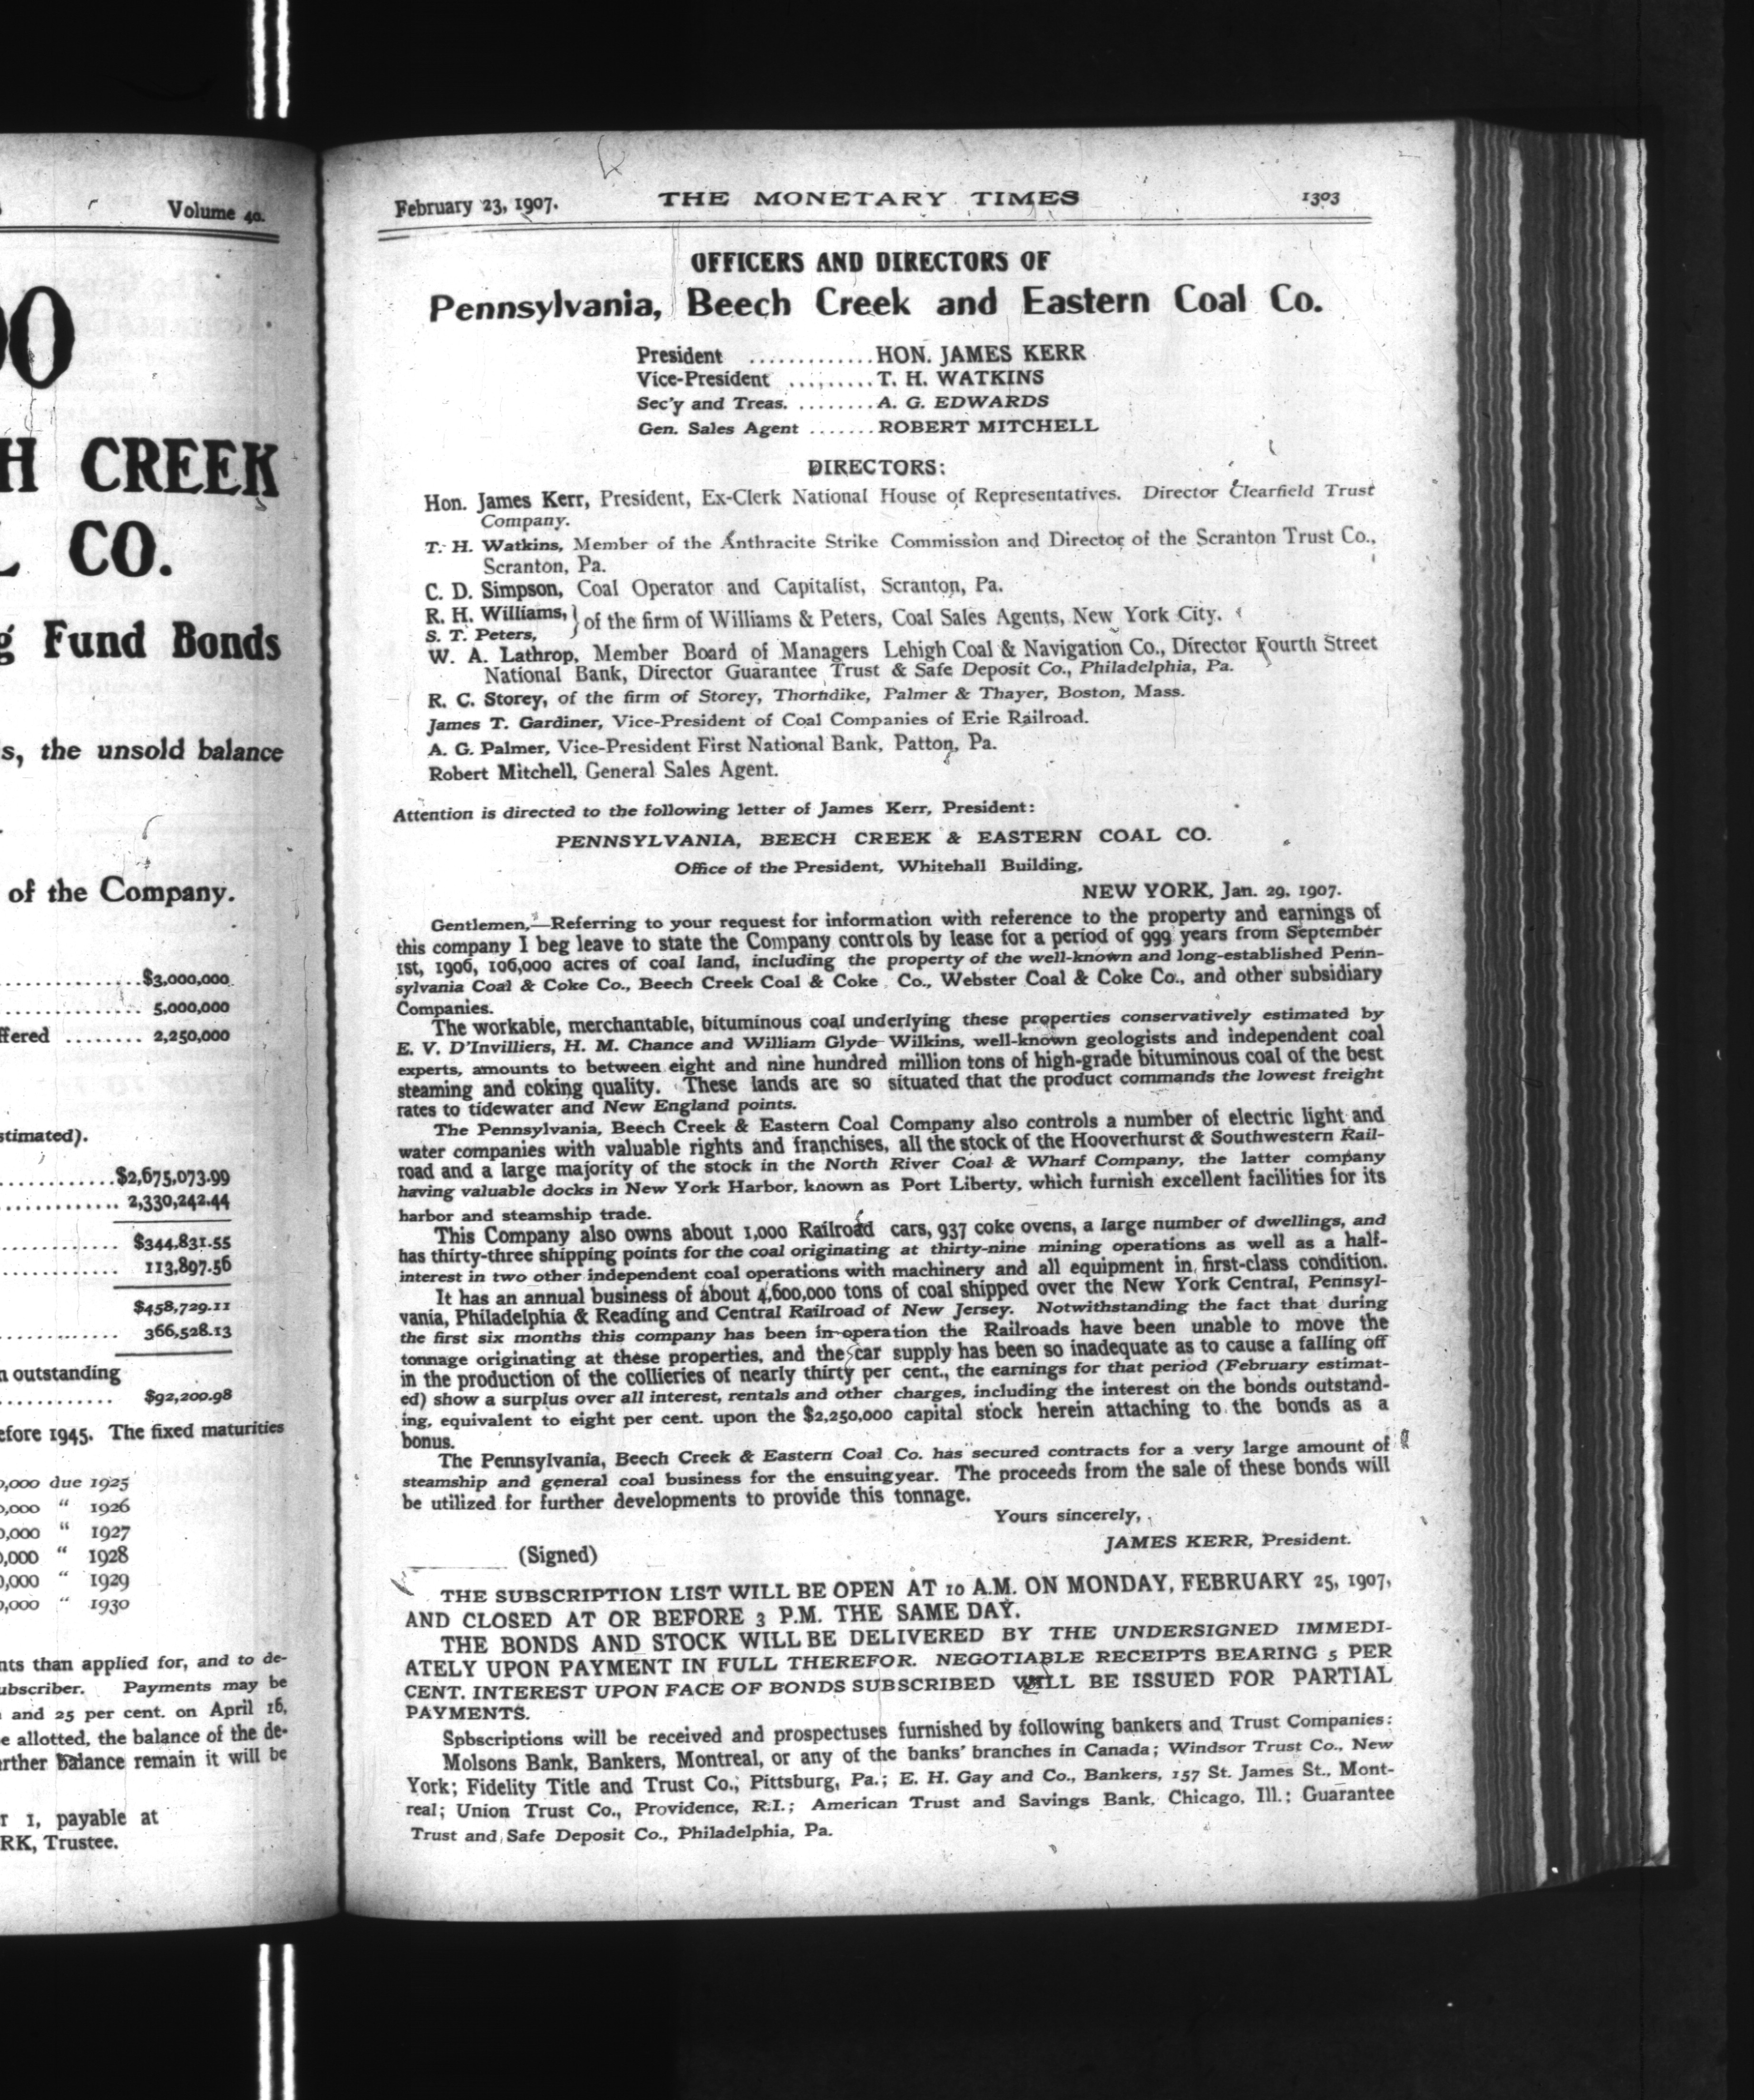 Volume 40.
00
H CREEK
CO.
g Fund Bonds
s, the unsold balance
of the Company.
..............$3,000,000
.............. 5,000,000
ffered ........ 2,250,000
stimated).
............$2,675,073.99
............. 2,330,242.44
............. $344,831.55
............. 113,897.56
$458,729.11
............. 366,528.13
n outstanding
............ $92,200.98
efore 1945. The fixed maturities
0,000 due 1925
0,000 " 1926
0,000 " 1927
0,000 " 1928
0,000 " 1929
0,000 " 1930
nts than applied for, and to de-
ubscriber. Payments may be
and 25 per cent. on April 16,
e allotted, the balance of the de-
urther balance remain it will be
r 1, payable at
RK, Trustee.
February 23, 1907. THE MONETARY TIMES 1303
OFFICERS AND DIRECTORS OF
Pennsylvania, Beech Creek and Eastern Coal Co.
President .............HON. JAMES KERR
Vice-President .........T. H. WATKINS
Sec'y and Treas. ........A. G. EDWARDS
Gen. Sales Agent .......ROBERT MITCHELL
DIRECTORS:
Hon. James Kerr, President, Ex-Clerk National House of Representatives. Director Clearfield Trust
Company.
T. H. Watkins, Member of the Anthracite Strike Commission and Director of the Scranton Trust Co.,
Scranton, Pa.
C. D. Simpson, Coal Operator and Capitalist, Scranton, Pa.
R. H. Williams, } of the firm of Williams & Peters, Coal Sales Agents, New York City.
S. T. Peters,
W. A. Lathrop, Member Board of Managers Lehigh Coal & Navigation Co., Director Fourth Street
National Bank, Director Guarantee Trust & Safe Deposit Co., Philadelphia, Pa.
R. C. Storey, of the firm of Storey, Thorndike, Palmer & Thayer, Boston, Mass.
James T. Gardiner, Vice-President of Coal Companies of Erie Railroad.
A. G. Palmer, Vice-President First National Bank, Patton, Pa.
Robert Mitchell, General Sales Agent.
Attention is directed to the following letter of James Kerr, President:
PENNSYLVANIA, BEECH CREEK & EASTERN COAL CO.
Office of the President, Whitehall Building,
NEW YORK, Jan. 29, 1907.
Gentlemen,—Referring to your request for information with reference to the property and earnings of
this company I beg leave to state the Company controls by lease for a period of 999 years from September
1st, 1906, 106,000 acres of coal land, including the property of the well-known and long-established Penn-
sylvania Coal & Coke Co., Beech Creek Coal & Coke Co., Webster Coal & Coke Co., and other subsidiary
Companies.
The workable, merchantable, bituminous coal underlying these properties conservatively estimated by
E. V. D'Invilliers, H. M. Chance and William Glyde Wilkins, well-known geologists and independent coal
experts, amounts to between eight and nine hundred million tons of high-grade bituminous coal of the best
steaming and coking quality. These lands are so situated that the product commands the lowest freight
rates to tidewater and New England points.
The Pennsylvania, Beech Creek & Eastern Coal Company also controls a number of electric light and
water companies with valuable rights and franchises, all the stock of the Hooverhurst & Southwestern Rail-
road and a large majority of the stock in the North River Coal & Wharf Company, the latter company
having valuable docks in New York Harbor, known as Port Liberty, which furnish excellent facilities for its
harbor and steamship trade.
This Company also owns about 1,000 Railroad cars, 937 coke ovens, a large number of dwellings, and
has thirty-three shipping points for the coal originating at thirty-nine mining operations as well as a half-
interest in two other independent coal operations with machinery and all equipment in first-class condition.
It has an annual business of about 4,600,000 tons of coal shipped over the New York Central, Pennsyl-
vania, Philadelphia & Reading and Central Railroad of New Jersey. Notwithstanding the fact that during
the first six months this company has been in operation the Railroads have been unable to move the
tonnage originating at these properties, and the car supply has been so inadequate as to cause a falling off
in the production of the collieries of nearly thirty per cent., the earnings for that period (February estimat-
ed) show a surplus over all interest, rentals and other charges, including the interest on the bonds outstand-
ing, equivalent to eight per cent. upon the $2,250,000 capital stock herein attaching to the bonds as a
bonus.
The Pennsylvania, Beech Creek & Eastern Coal Co. has secured contracts for a very large amount of
steamship and general coal business for the ensuingyear. The proceeds from the sale of these bonds will
be utilized for further developments to provide this tonnage.
Yours sincerely,
JAMES KERR, President.
(Signed)
THE SUBSCRIPTION LIST WILL BE OPEN AT 10 A.M. ON MONDAY, FEBRUARY 25, 1907,
AND CLOSED AT OR BEFORE 3 P.M. THE SAME DAY.
THE BONDS AND STOCK WILL BE DELIVERED BY THE UNDERSIGNED IMMEDI-
ATELY UPON PAYMENT IN FULL THEREFOR. NEGOTIABLE RECEIPTS BEARING 5 PER
CENT. INTEREST UPON FACE OF BONDS SUBSCRIBED WILL BE ISSUED FOR PARTIAL
PAYMENTS.
Spbscriptions will be received and prospectuses furnished by following bankers and Trust Companies:
Molsons Bank, Bankers, Montreal, or any of the banks' branches in Canada; Windsor Trust Co., New
York; Fidelity Title and Trust Co., Pittsburg, Pa.; E. H. Gay and Co., Bankers, 157 St. James St., Mont-
real; Union Trust Co., Providence, R.I.; American Trust and Savings Bank, Chicago, Ill.; Guarantee
Trust and Safe Deposit Co., Philadelphia, Pa.